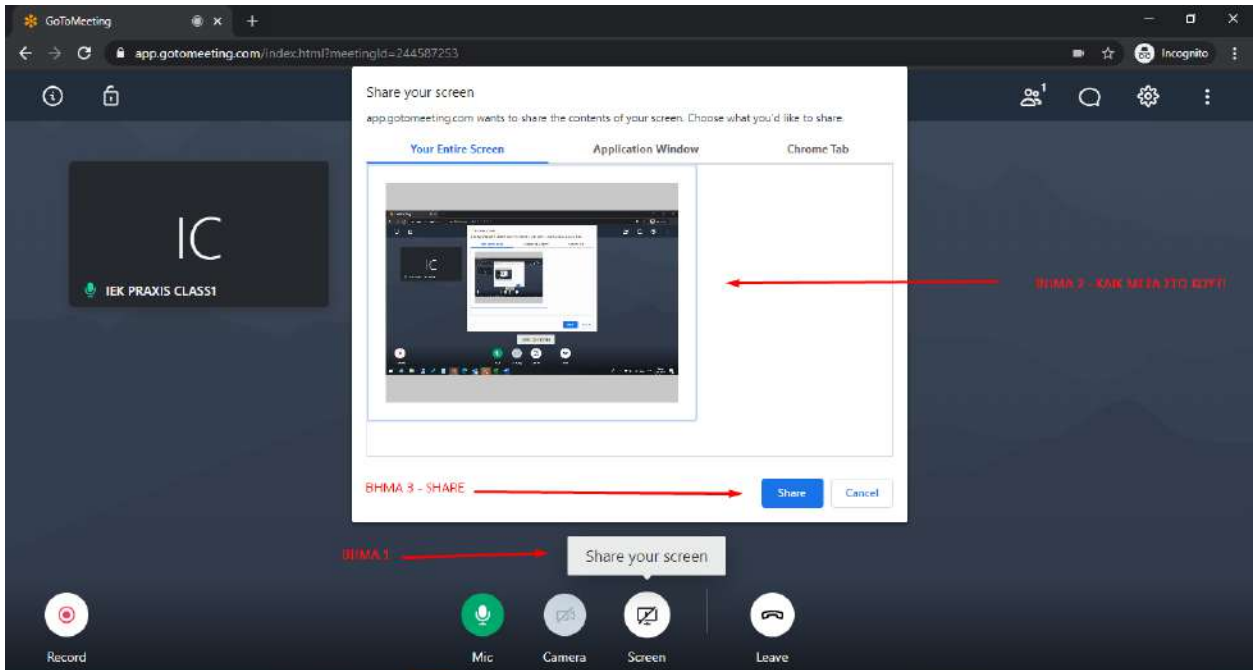 GoToMeeting
app.gotomeeting.com/index.html?meetingId=244587253
Incognito
Share your screen
app.gotomeeting.com wants to share the contents of your screen. Choose what you'd like to share.
Your Entire Screen
Application Window
Chrome Tab
1
IC
IEK PRAXIS CLASS1
ΒΗΜΑ 2 - ΚΛΙΚ ΜΕΣΑ ΣΤΟ ΚΟΥΤΙ
ΒΗΜΑ 3 - SHARE
Share
Cancel
ΒΗΜΑ 1
Share your screen
Record
Mic
Camera
Screen
Leave